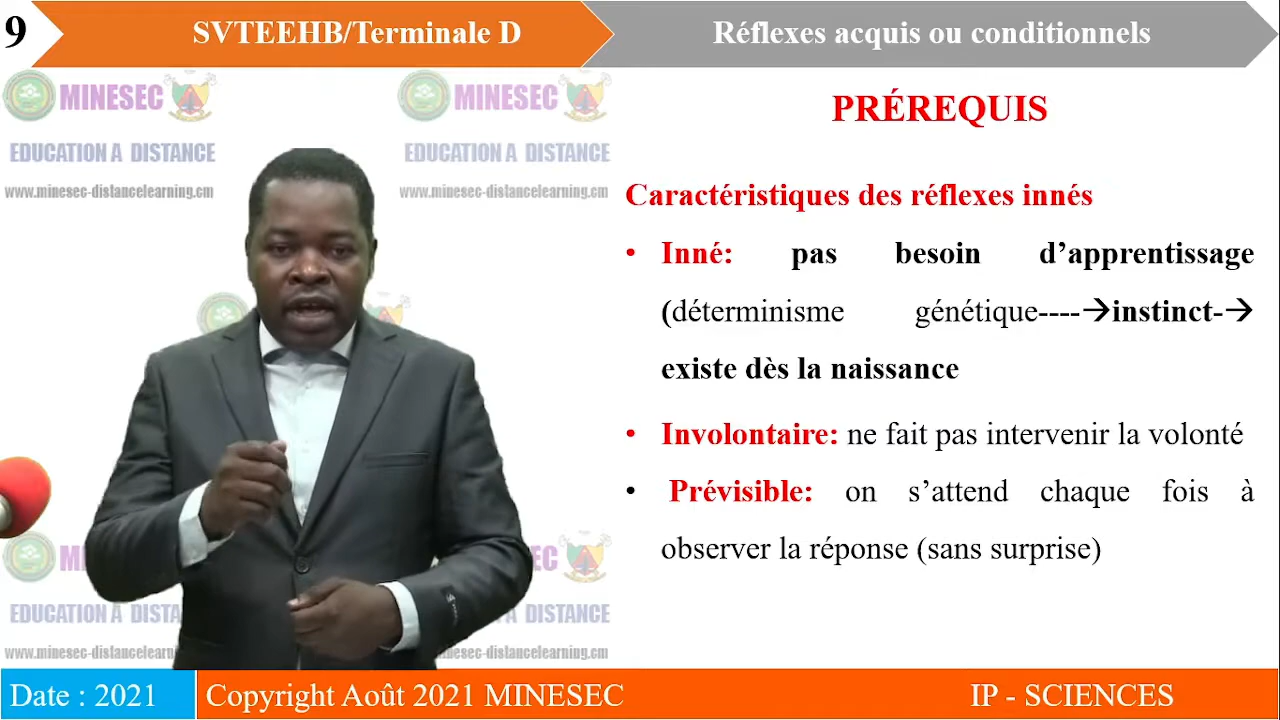 9
SVTEEHB/Terminale D
Réflexes acquis ou conditionnels
MINESEC
MINESEC
EDUCATION A DISTANCE
EDUCATION A DISTANCE
www.minesec-distancelearning.cm
www.minesec-distancelearning.cm
PRÉREQUIS
Caractéristiques des réflexes innés
• Inné: pas besoin d’apprentissage
(déterminisme génétique----→instinct-→
existe dès la naissance
• Involontaire: ne fait pas intervenir la volonté
• Prévisible: on s’attend chaque fois à
observer la réponse (sans surprise)
Date : 2021
Copyright Août 2021 MINESEC
IP - SCIENCES